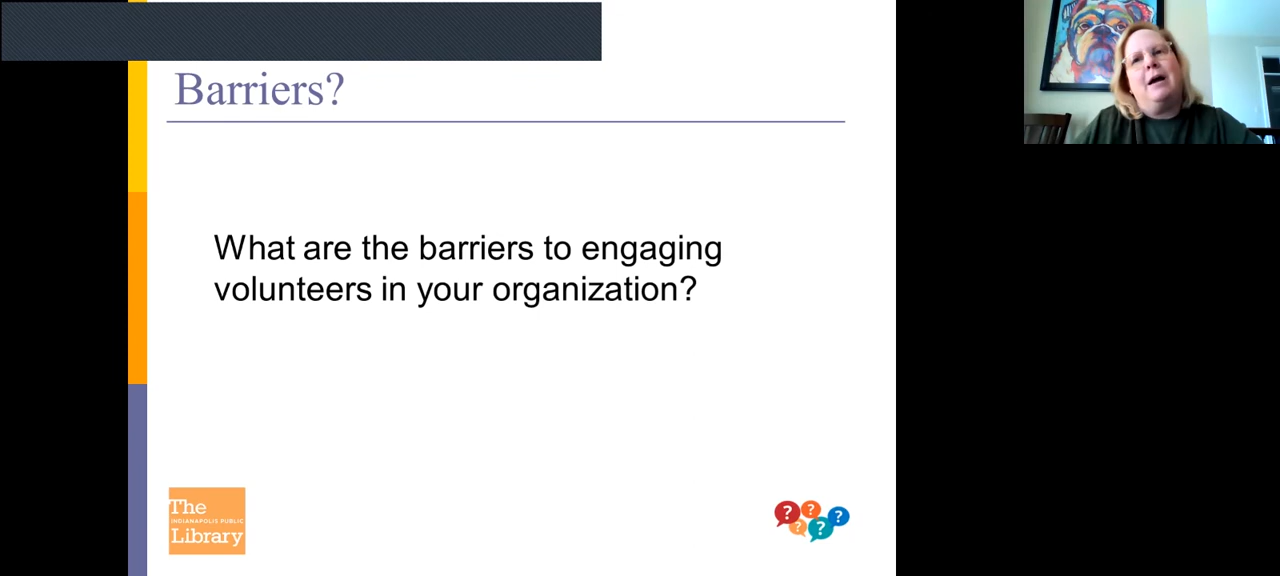 Barriers?
What are the barriers to engaging
volunteers in your organization?
The
INDIANAPOLIS PUBLIC
Library
? ? ? ? ?